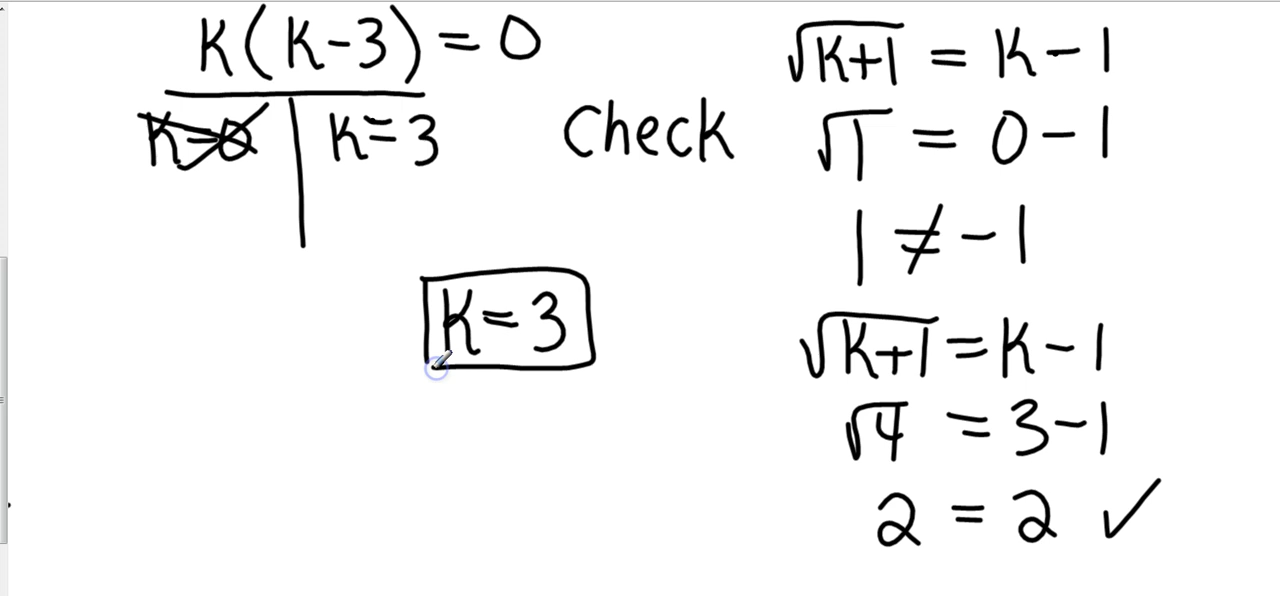 K(K-3)=0
K=0 K=3
K=3
Check
√K+1 = K-1
√1 = 0-1
1 ≠ -1
√K+1 = K-1
√4 = 3-1
2 = 2 ✓